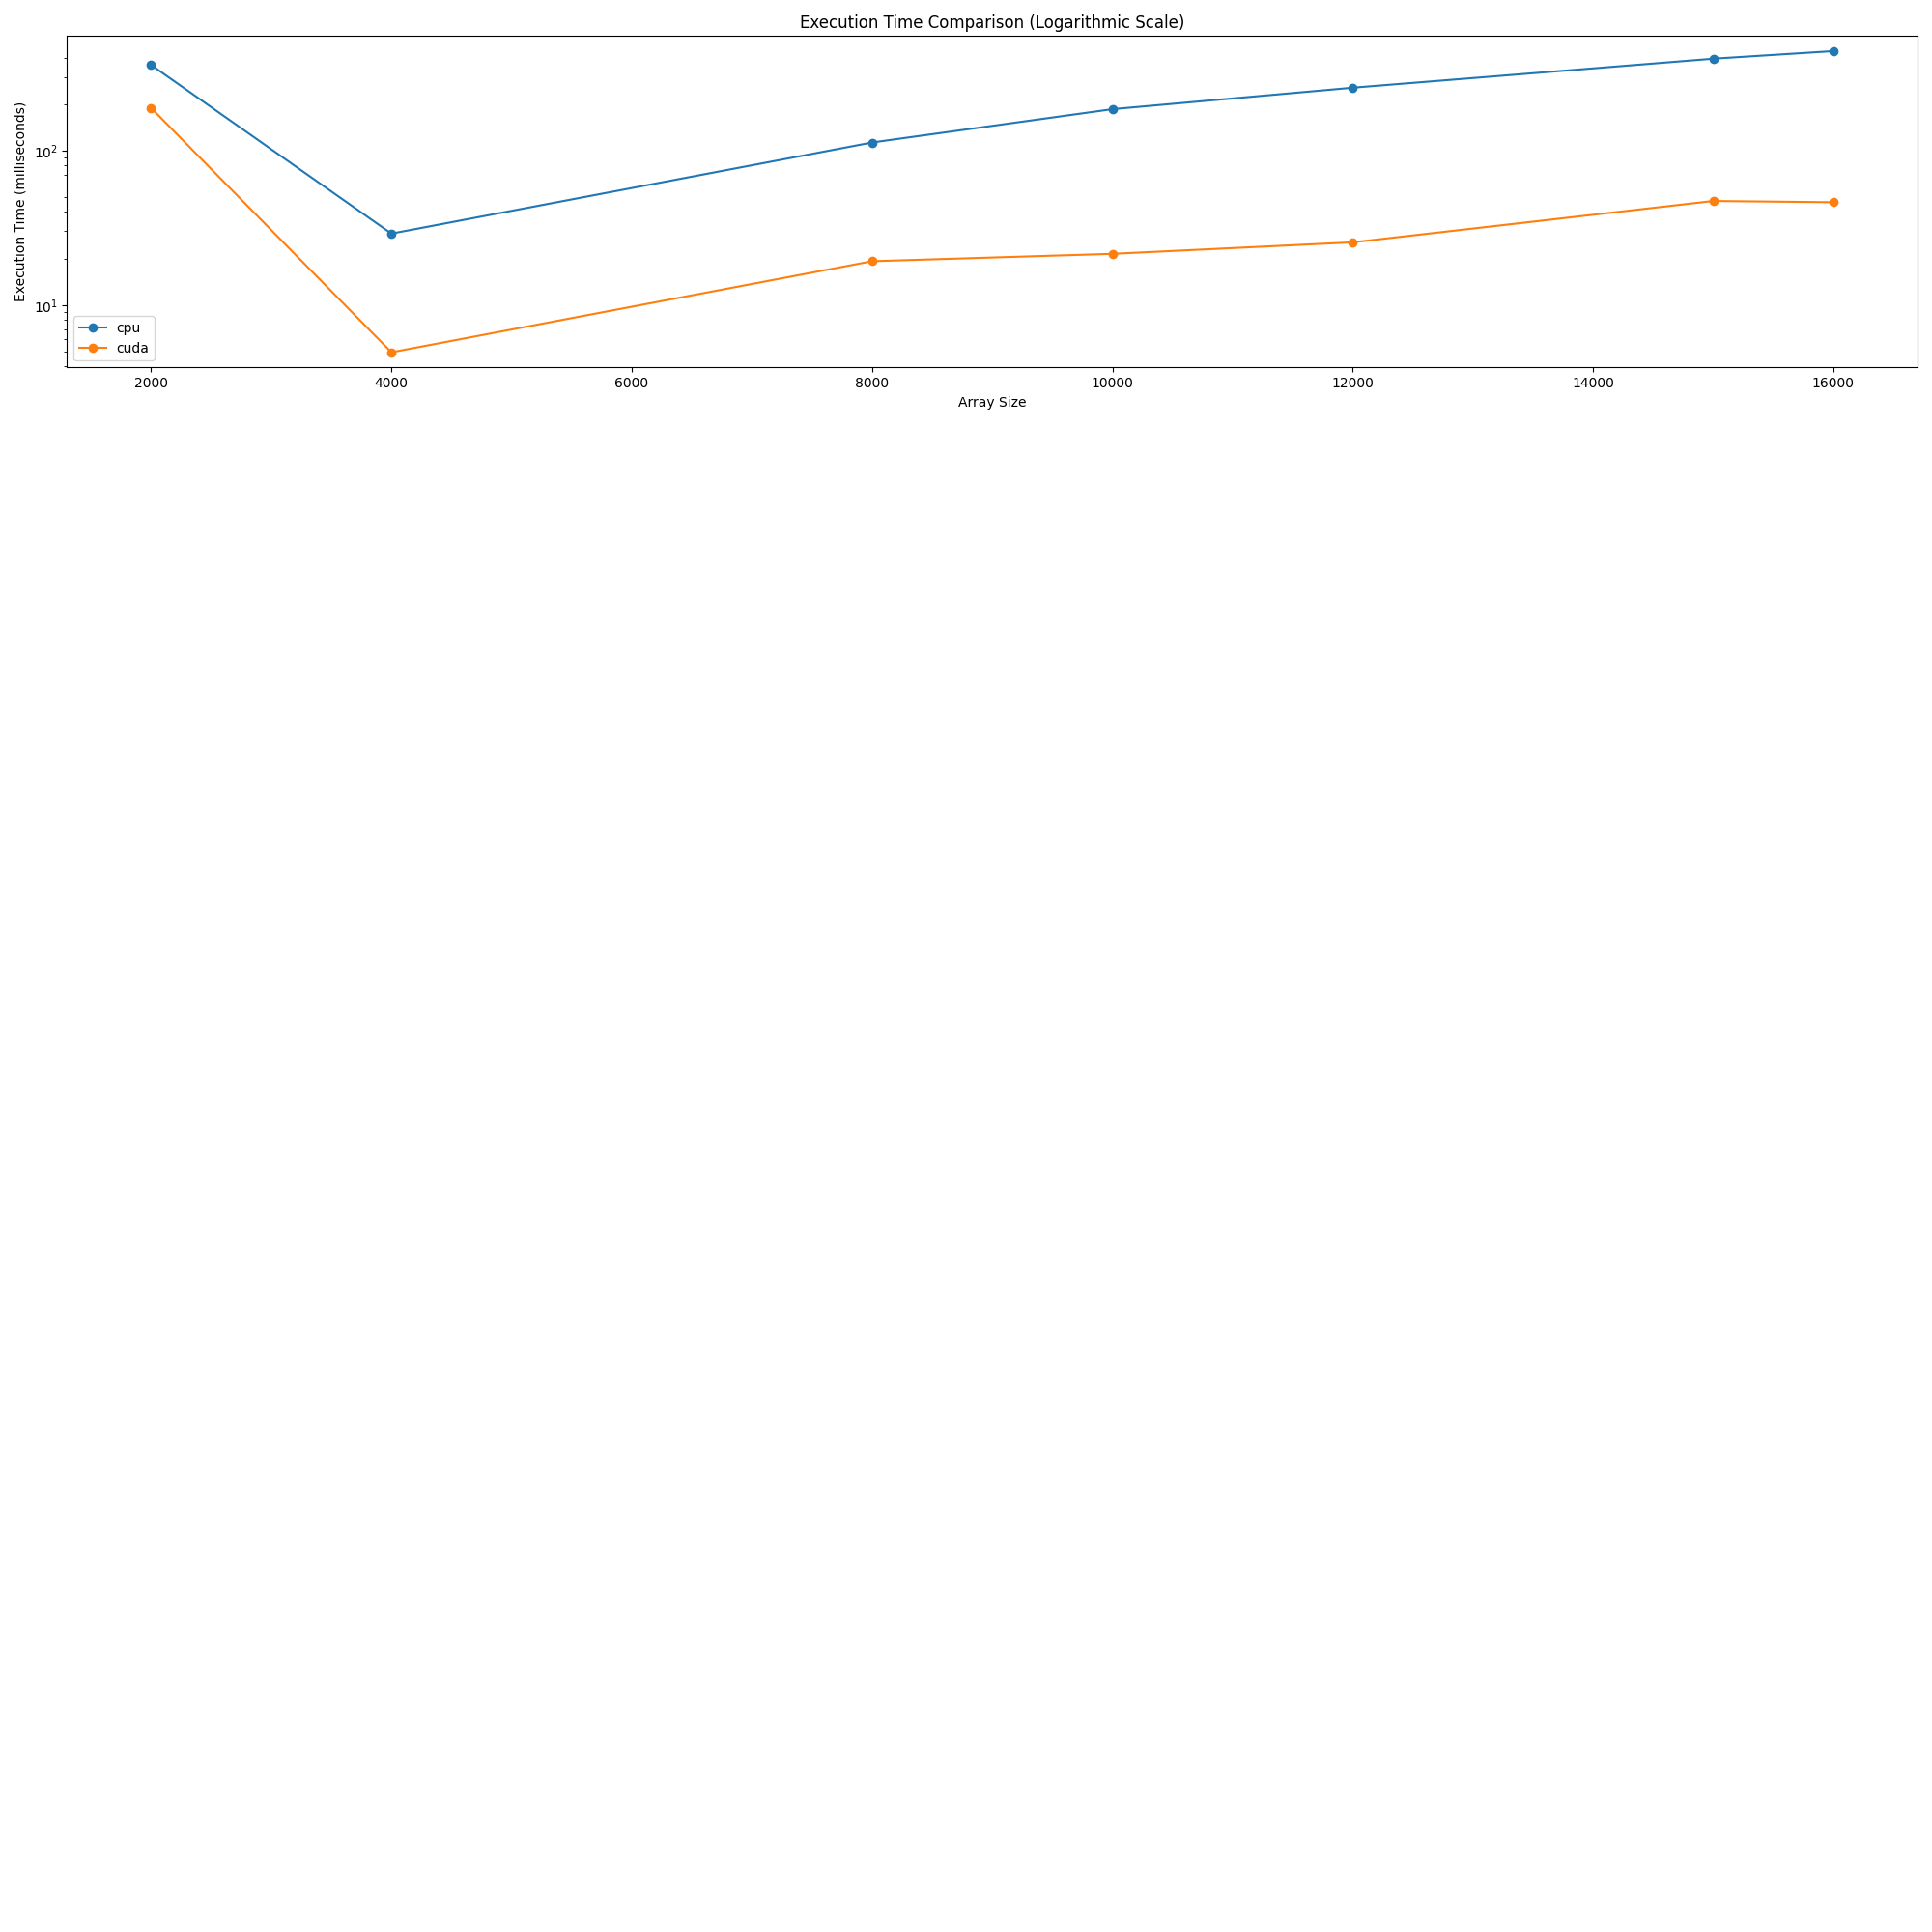 Execution Time Comparison (Logarithmic Scale)
Execution Time (milliseconds)
10²
10¹
cpu
cuda
2000 4000 6000 8000 10000 12000 14000 16000
Array Size